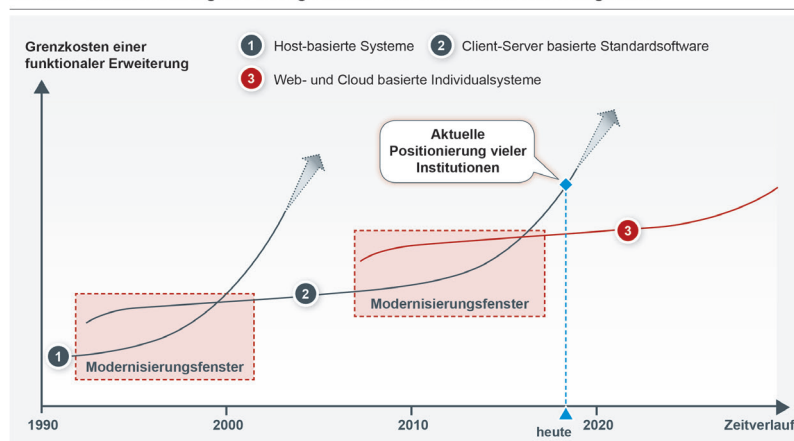 Grenzkosten einer
funktionaler Erweiterung
1 Host-basierte Systeme 2 Client-Server basierte Standardsoftware
3 Web- und Cloud basierte Individualsysteme
Aktuelle
Positionierung vieler
Institutionen
3
2
Modernisierungsfenster
1
Modernisierungsfenster
1990 2000 2010 heute 2020 Zeitverlauf